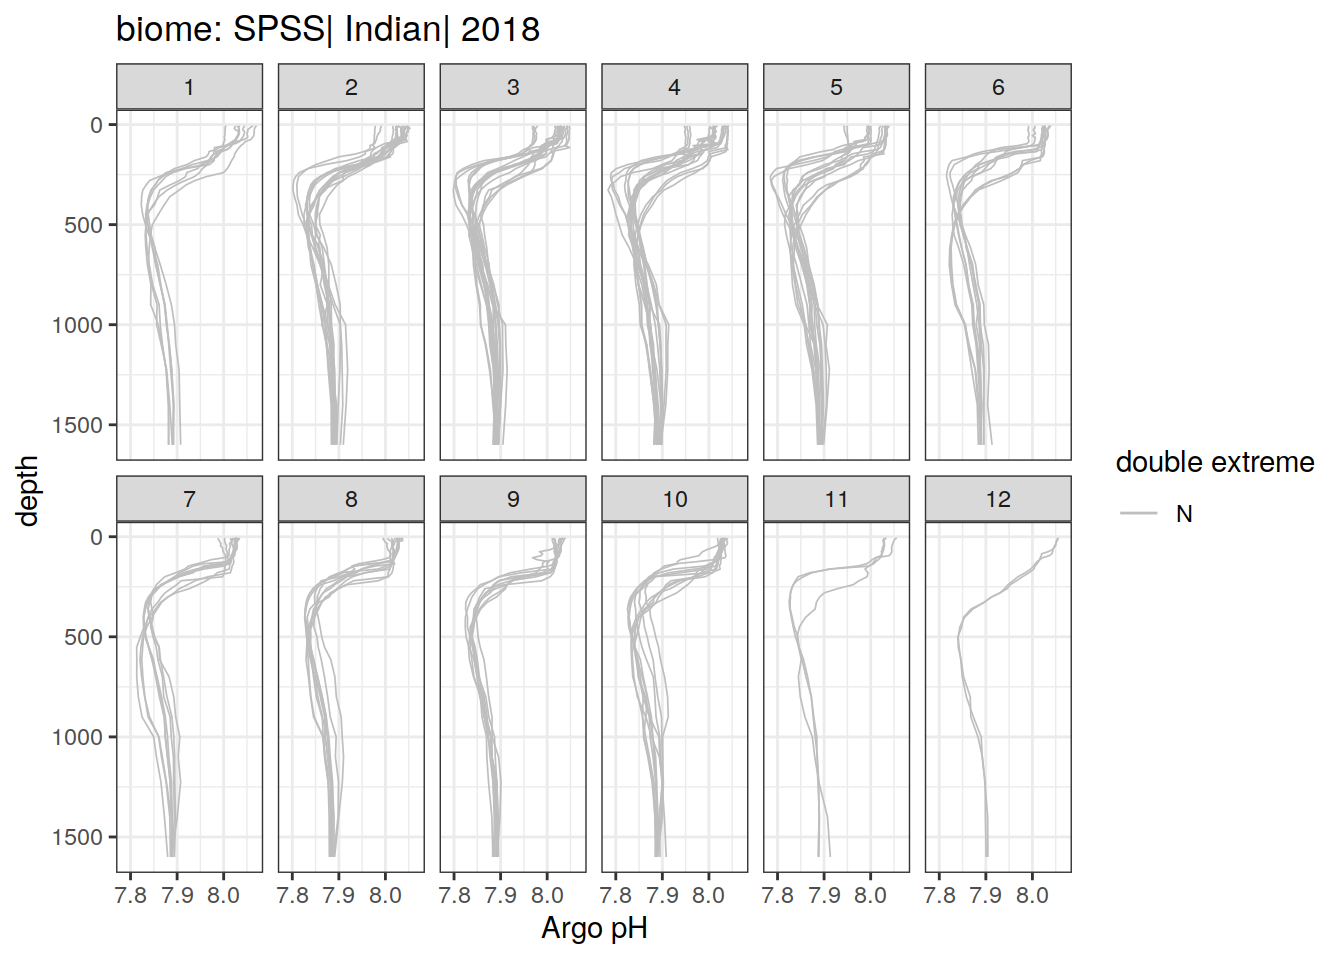 biome: SPSS| Indian| 2018
1 2 3 4 5 6
0
500
1000
1500
7 8 9 10 11 12
0
500
1000
1500
7.8 7.9 8.0 7.8 7.9 8.0 7.8 7.9 8.0 7.8 7.9 8.0 7.8 7.9 8.0 7.8 7.9 8.0
Argo pH
depth
double extreme
N